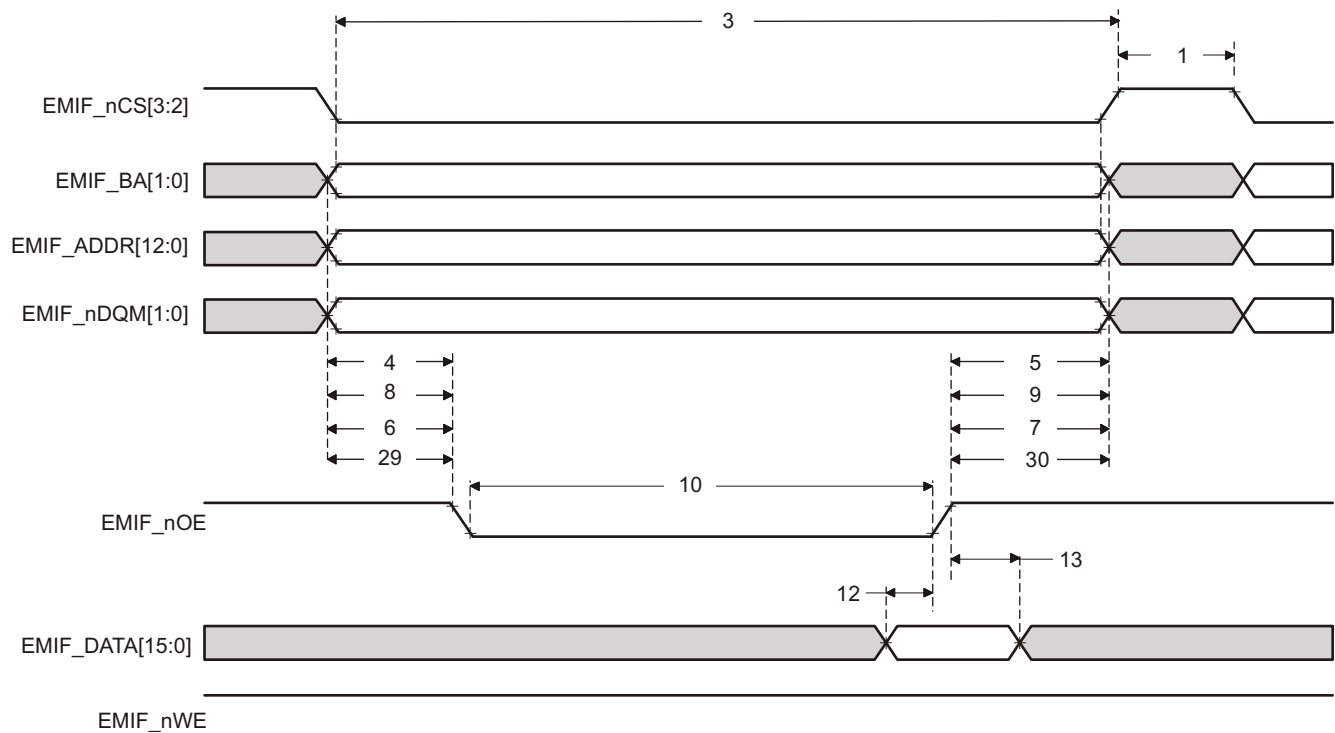 3
1
EMIF_nCS[3:2]
EMIF_BA[1:0]
EMIF_ADDR[12:0]
EMIF_nDQM[1:0]
4 5
8 9
6 7
29 30
10
EMIF_nOE
13
12
EMIF_DATA[15:0]
EMIF_nWE